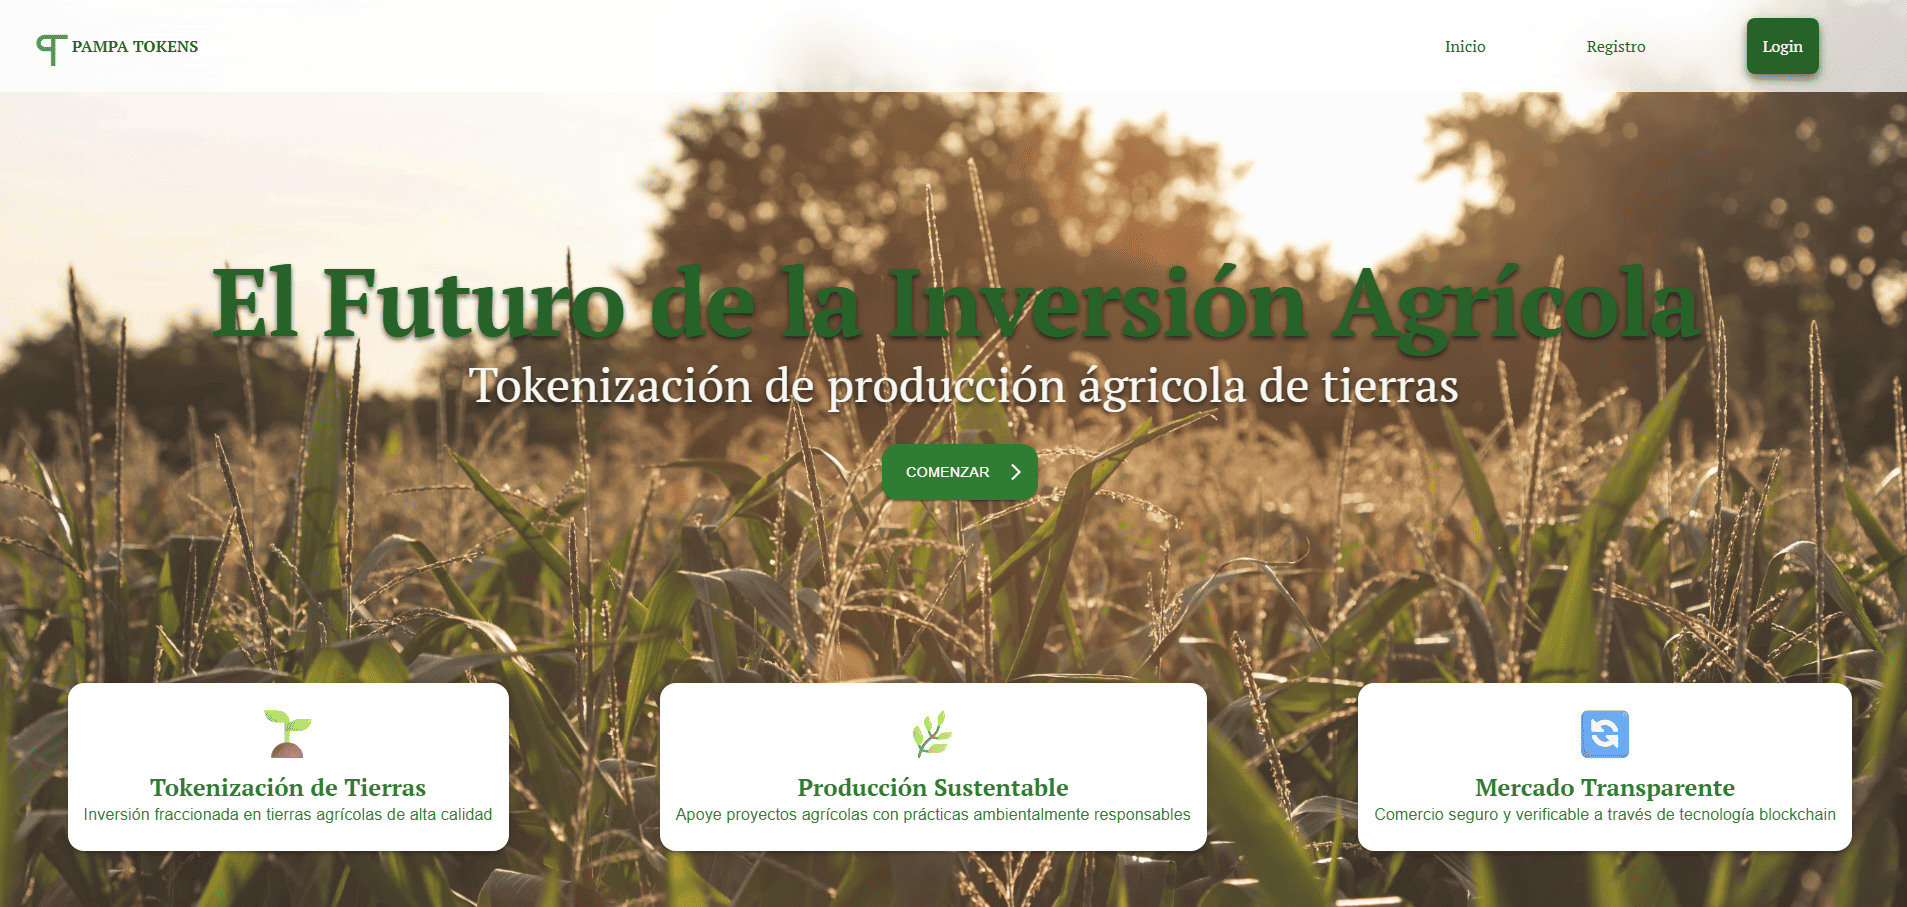 PAMPA TOKENS
Inicio
Registro
Login
El Futuro de la Inversión Agrícola
Tokenización de producción ágricola de tierras
COMENZAR
Tokenización de Tierras
Inversión fraccionada en tierras agrícolas de alta calidad
Producción Sustentable
Apoye proyectos agrícolas con prácticas ambientalmente responsables
Mercado Transparente
Comercio seguro y verificable a través de tecnología blockchain